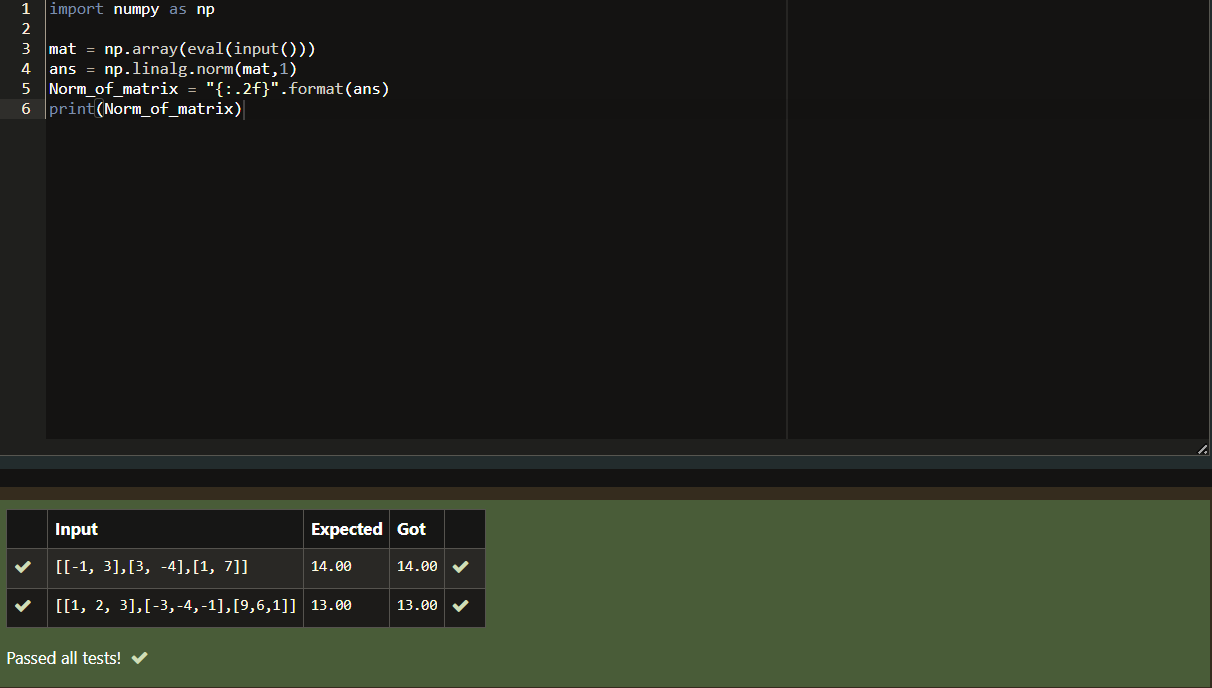 1 import numpy as np
2
3 mat = np.array(eval(input()))
4 ans = np.linalg.norm(mat,1)
5 Norm_of_matrix = "{:.2f}".format(ans)
6 print(Norm_of_matrix)
Input Expected Got
[[-1, 3],[3, -4],[1, 7]] 14.00 14.00
[[1, 2, 3],[-3,-4,-1],[9,6,1]] 13.00 13.00
Passed all tests!